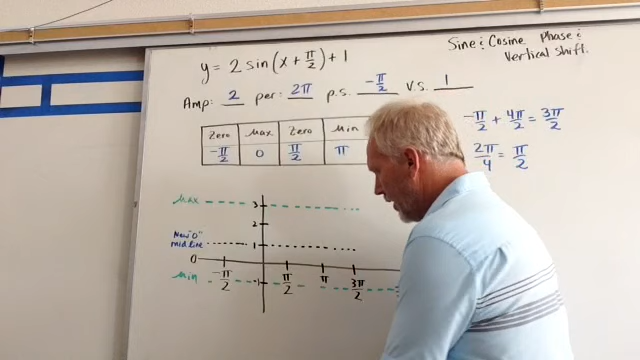 Sine & Cosine Phase &
Vertical Shift.
y = 2 sin(x + π/2) + 1
Amp: 2 per: 2π p.s. -π/2 v.s. 1
Zero Max Zero Min
-π/2 0 π/2 π
-π/2 + 4π/2 = 3π/2
2π/4 = π/2
Max 3
2
New "0"
midline 1
0
-π/2 π/2 π 3π/2
Min -1